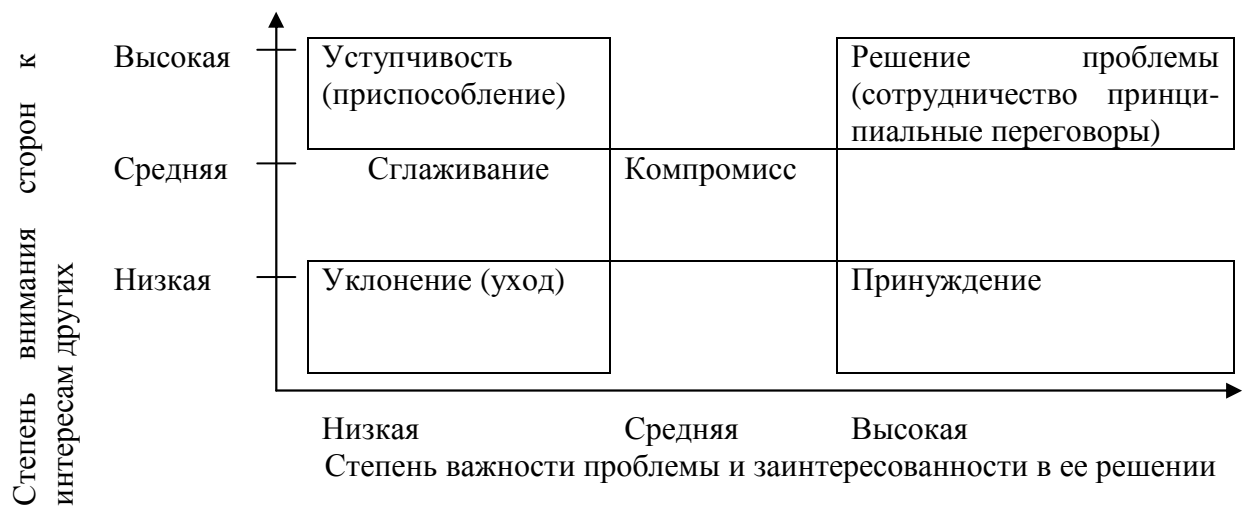 Степень внимания сторон к
интересам других
Высокая
Уступчивость
(приспособление)
Решение проблемы
(сотрудничество принци-
пиальные переговоры)
Средняя
Сглаживание
Компромисс
Низкая
Уклонение (уход)
Принуждение
Низкая
Средняя
Высокая
Степень важности проблемы и заинтересованности в ее решении